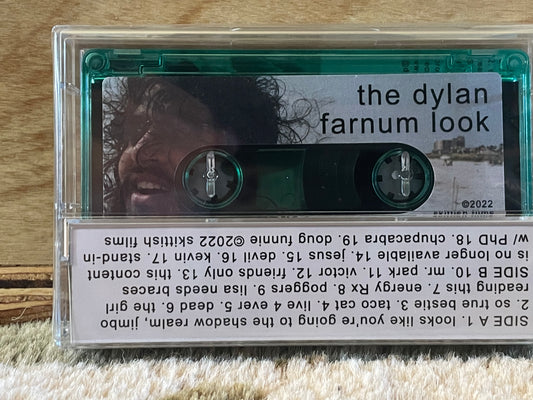 the dylan
farnum look
©2022
skittish films
SIDE A 1. looks like you're going to the shadow realm, jimbo
2. so true bestie 3. taco cat 4. live 4 ever 5. dead 6. the girl
reading this 7. energy Rx 8. poggers 9. lisa needs braces
SIDE B 10. mr. park 11. victor 12. friends only 13. this content
is no longer available 14. jesus 15. devil 16. kevin 17. stand-in
w/ PhD 18. chupacabra 19. doug funnie ©2022 skittish films